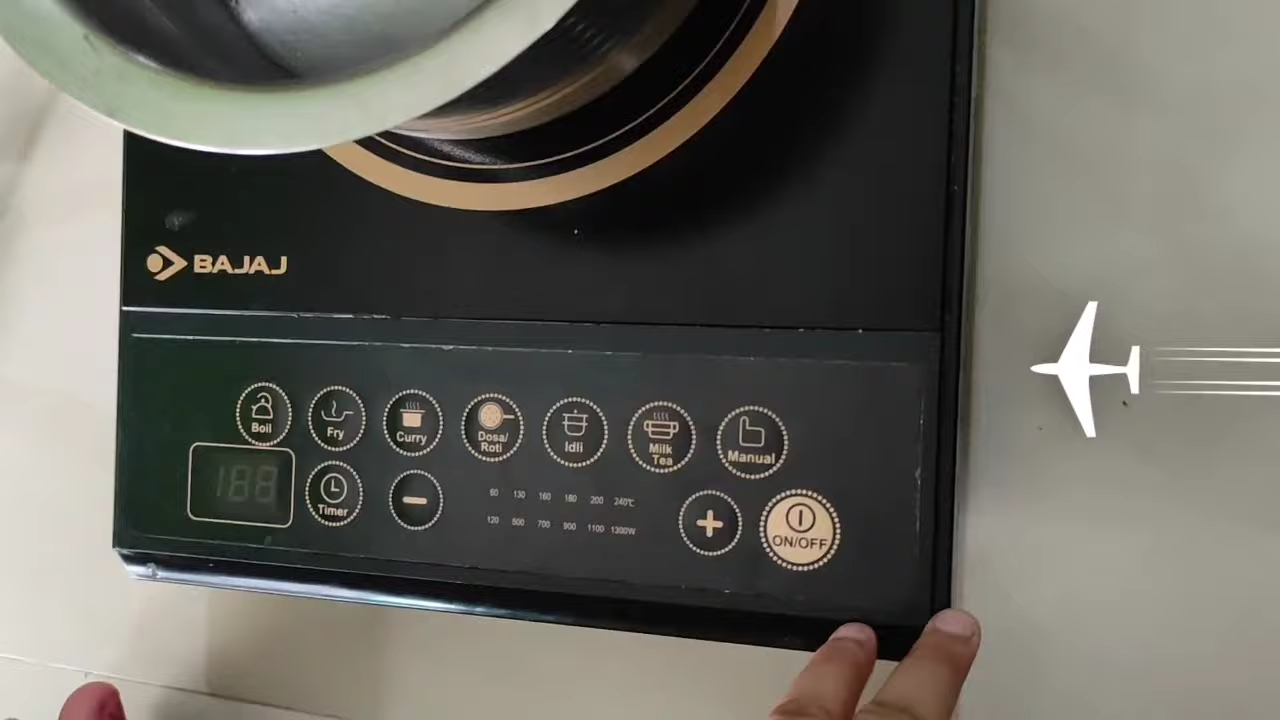 BAJAJ
Boil
Fry
Curry
Dosa/
Roti
Idli
Milk
Tea
Manual
188
Timer
−
60 130 160 180 200 240℃
120 500 700 900 1100 1300W
+
ON/OFF